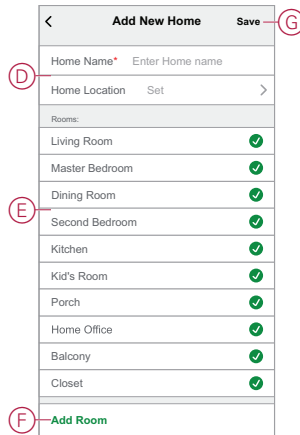 Add New Home Save G
Home Name* Enter Home name
D
Home Location Set
Rooms:
Living Room
Master Bedroom
Dining Room
E
Second Bedroom
Kitchen
Kid's Room
Porch
Home Office
Balcony
Closet
F Add Room